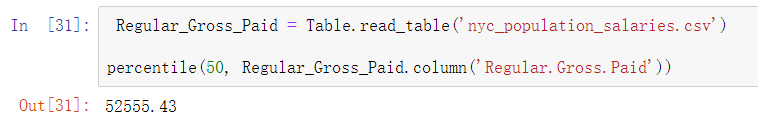 In [31]: Regular_Gross_Paid = Table.read_table('nyc_population_salaries.csv')
percentile(50, Regular_Gross_Paid.column('Regular.Gross.Paid'))
Out[31]: 52555.43